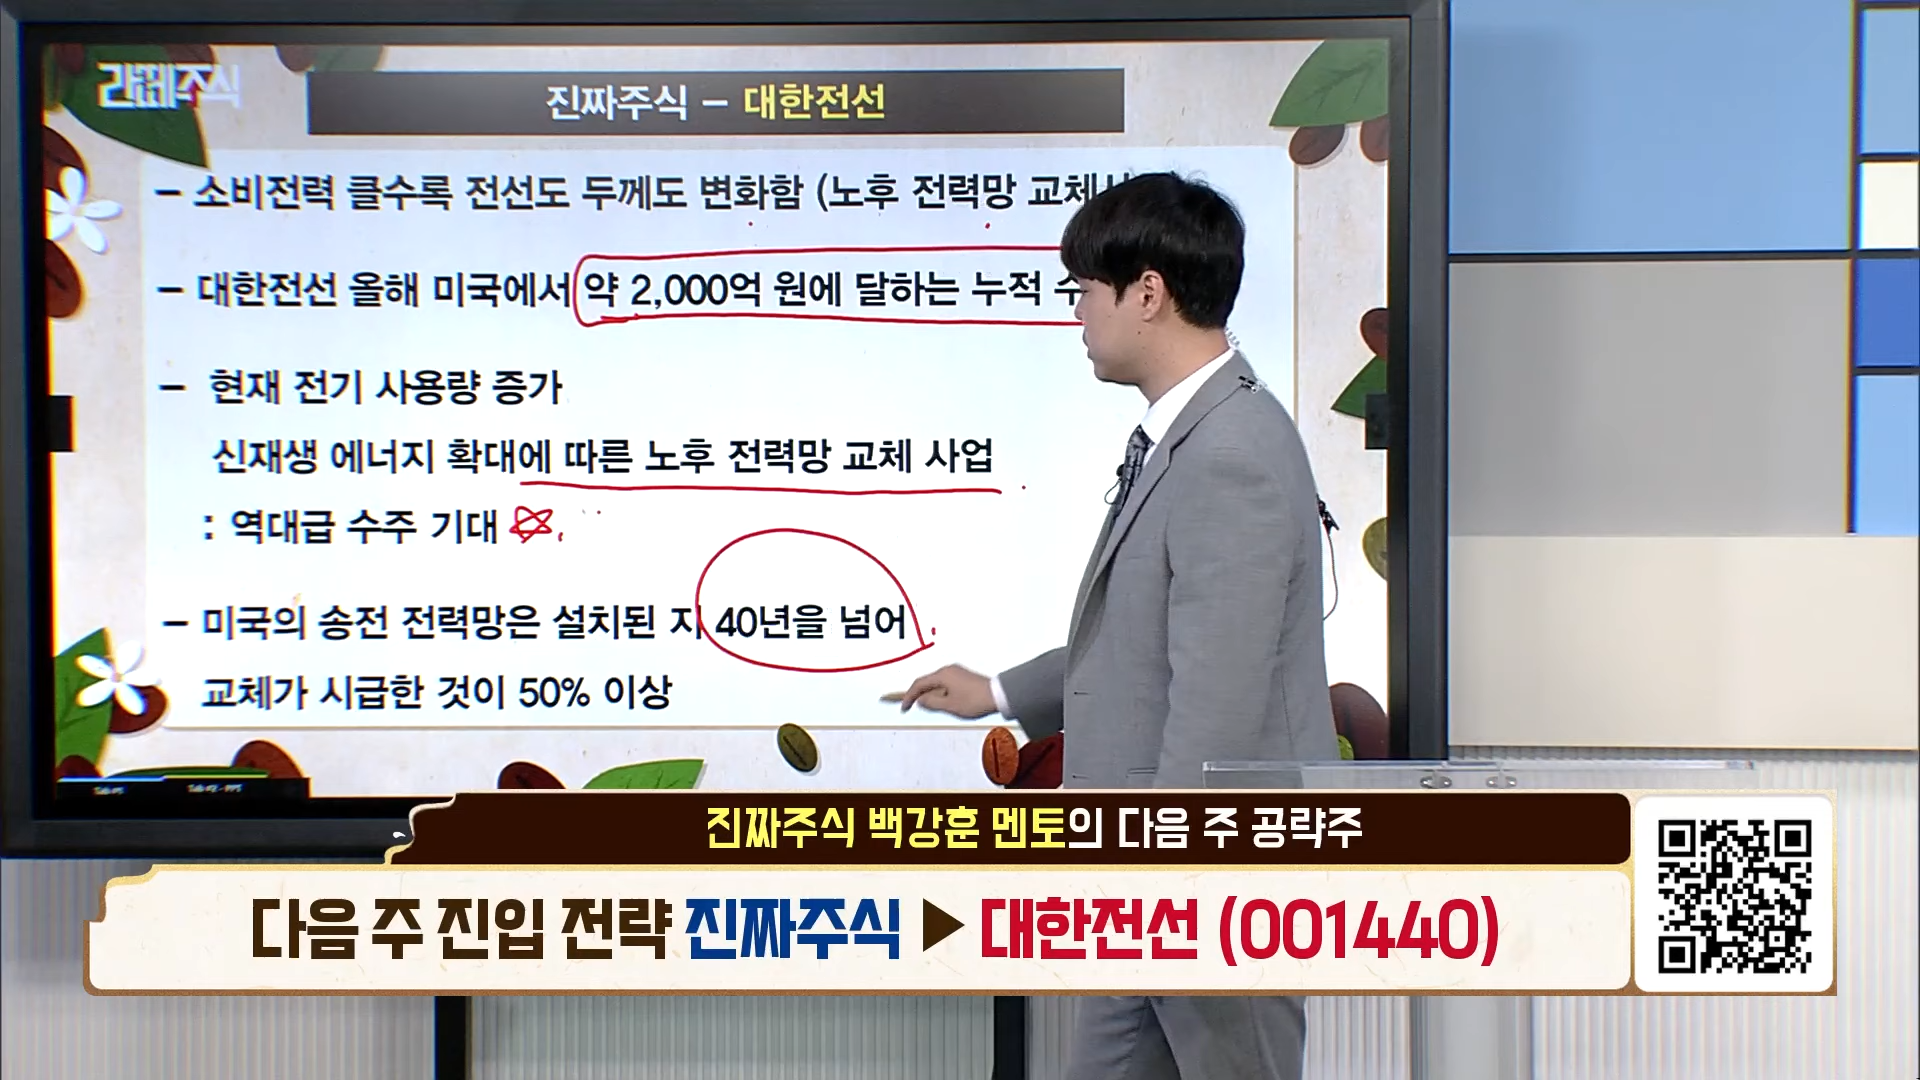 라떼주식
진짜주식 – 대한전선
– 소비전력 클수록 전선도 두께도 변화함 (노후 전력망 교체시
– 대한전선 올해 미국에서 약 2,000억 원에 달하는 누적 수
– 현재 전기 사용량 증가
신재생 에너지 확대에 따른 노후 전력망 교체 사업
: 역대급 수주 기대
– 미국의 송전 전력망은 설치된 지 40년을 넘어
교체가 시급한 것이 50% 이상
진짜주식 백강훈 멘토의 다음 주 공략주
다음 주 진입 전략 진짜주식 ▶ 대한전선 (001440)